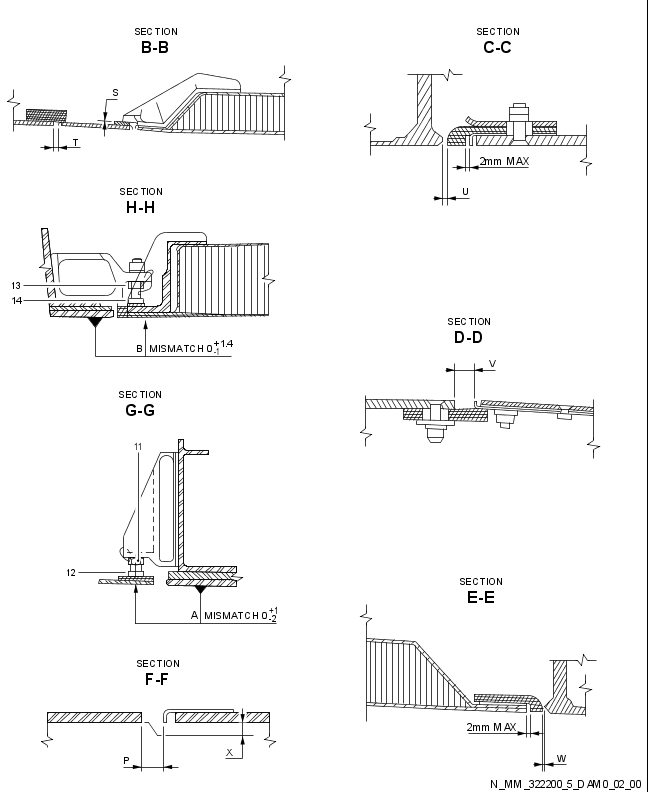 SECTION
B-B
S
T
SECTION
C-C
2mm MAX
U
SECTION
H-H
13
14
B MISMATCH 0 +1.4 -1
SECTION
D-D
V
SECTION
G-G
11
12
A MISMATCH 0 +1 -2
SECTION
E-E
2mm MAX
W
SECTION
F-F
P
X
N_MM_322200_5_DAM0_02_00